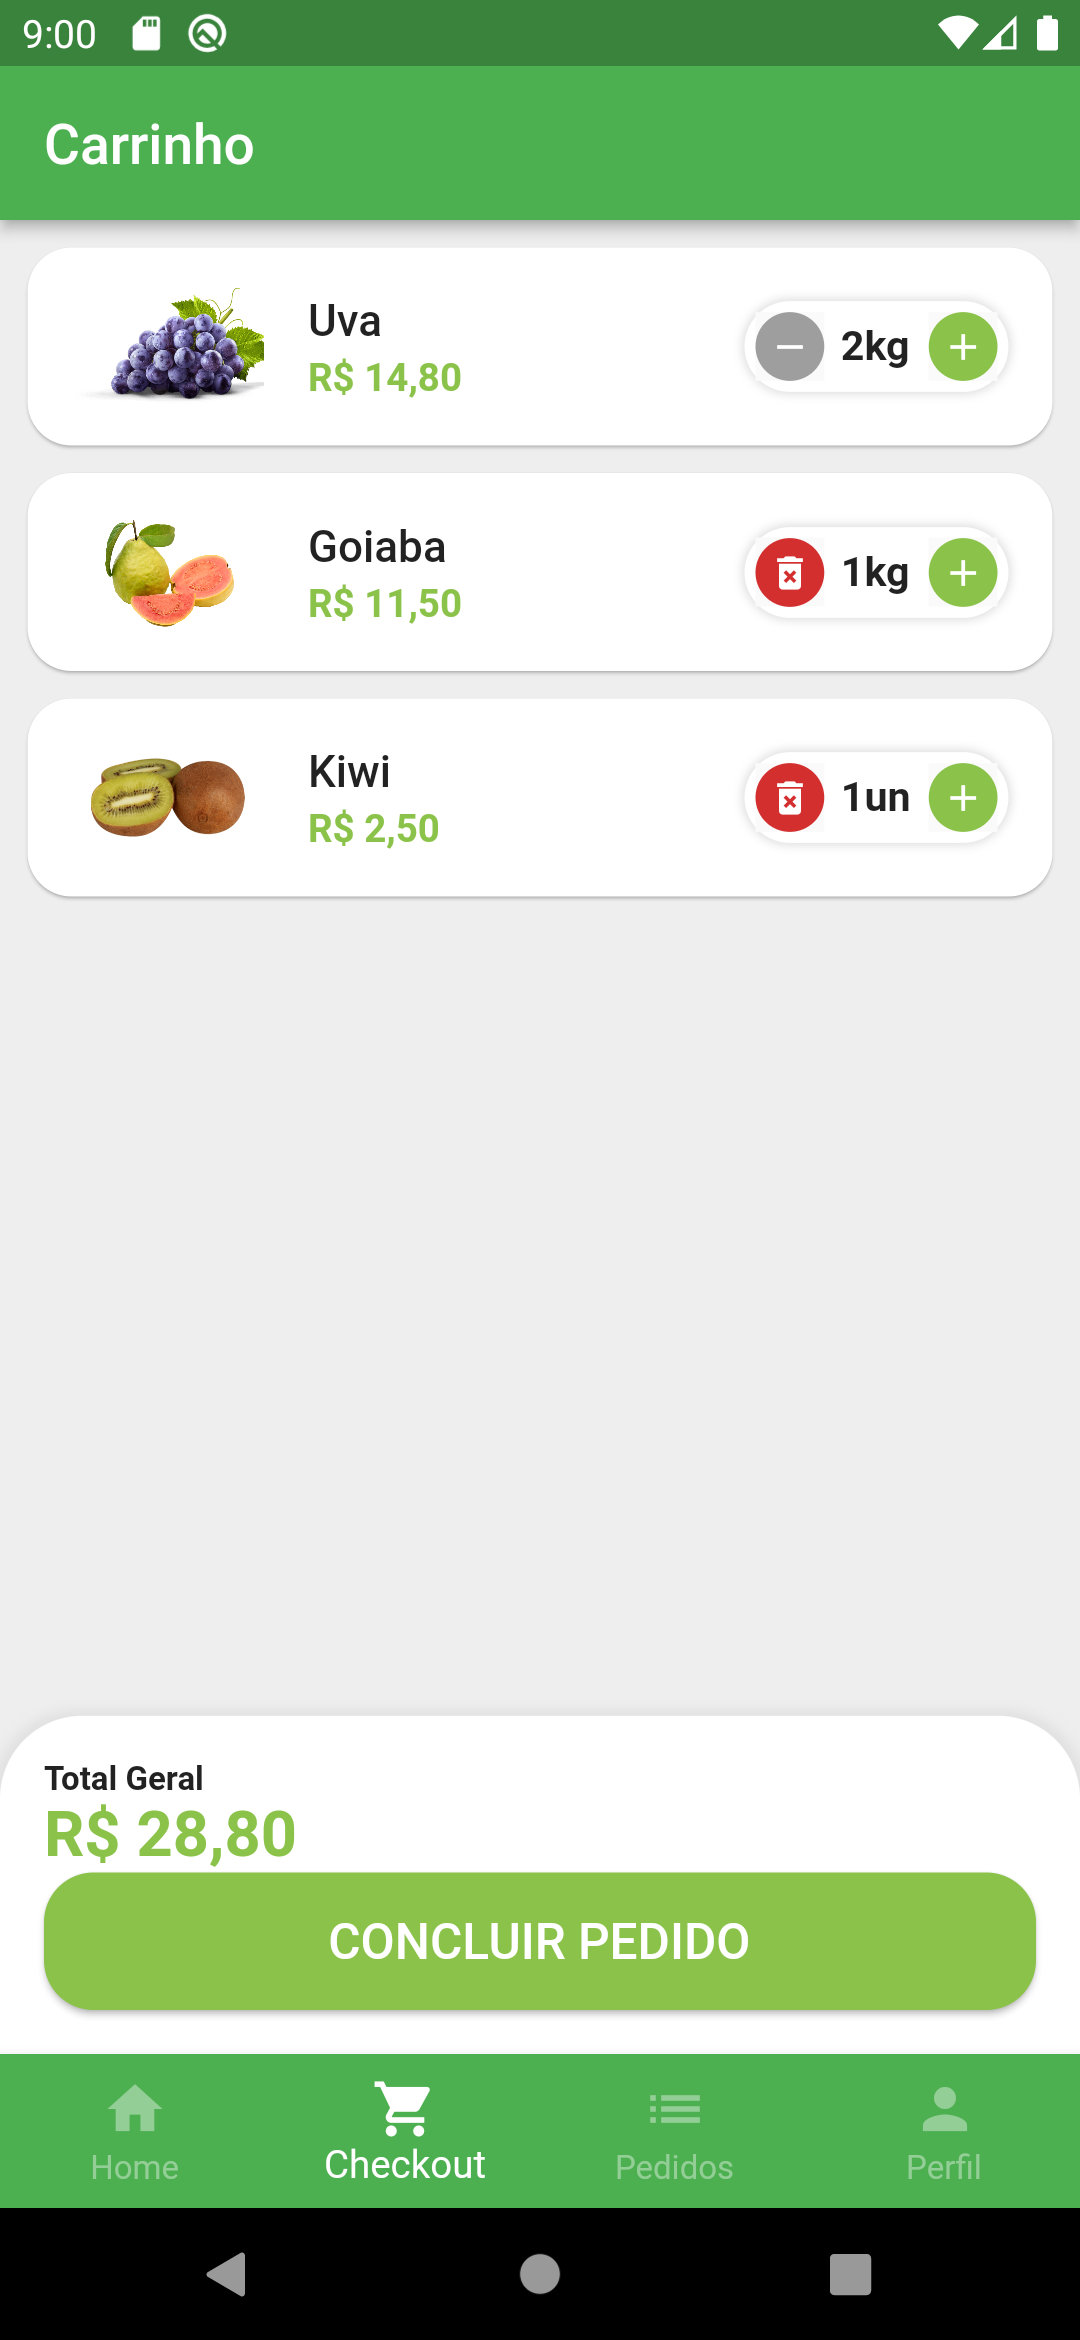 9:00
Carrinho
Uva
R$ 14,80
2kg
Goiaba
R$ 11,50
1kg
Kiwi
R$ 2,50
1un
Total Geral
R$ 28,80
CONCLUIR PEDIDO
Home
Checkout
Pedidos
Perfil